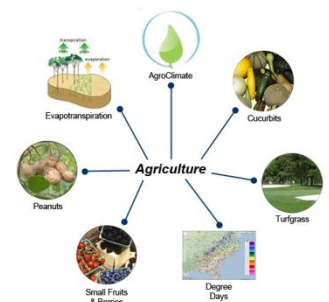 transpiration
evaporation
AgroClimate
Evapotranspiration
Cucurbits
Agriculture
Peanuts
Turfgrass
Small Fruits
& Berries
Degree
Days